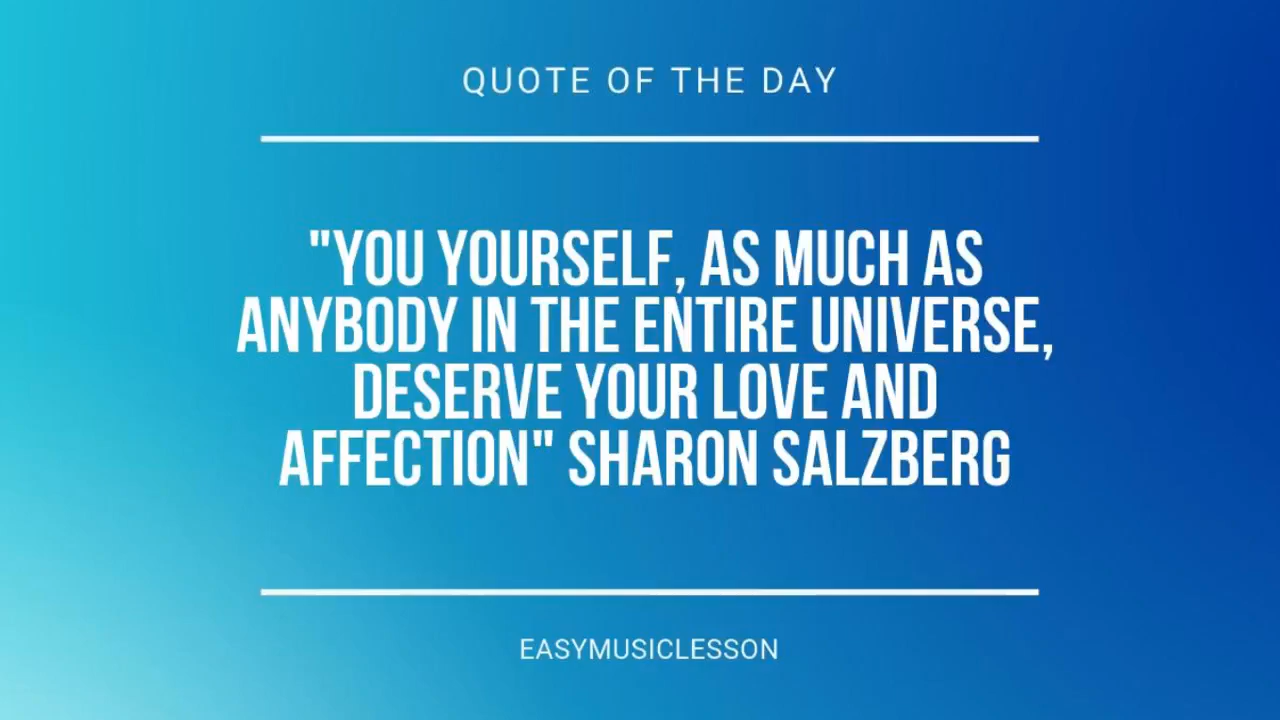 QUOTE OF THE DAY
"YOU YOURSELF, AS MUCH AS
ANYBODY IN THE ENTIRE UNIVERSE,
DESERVE YOUR LOVE AND
AFFECTION" SHARON SALZBERG
EASYMUSICLESSON